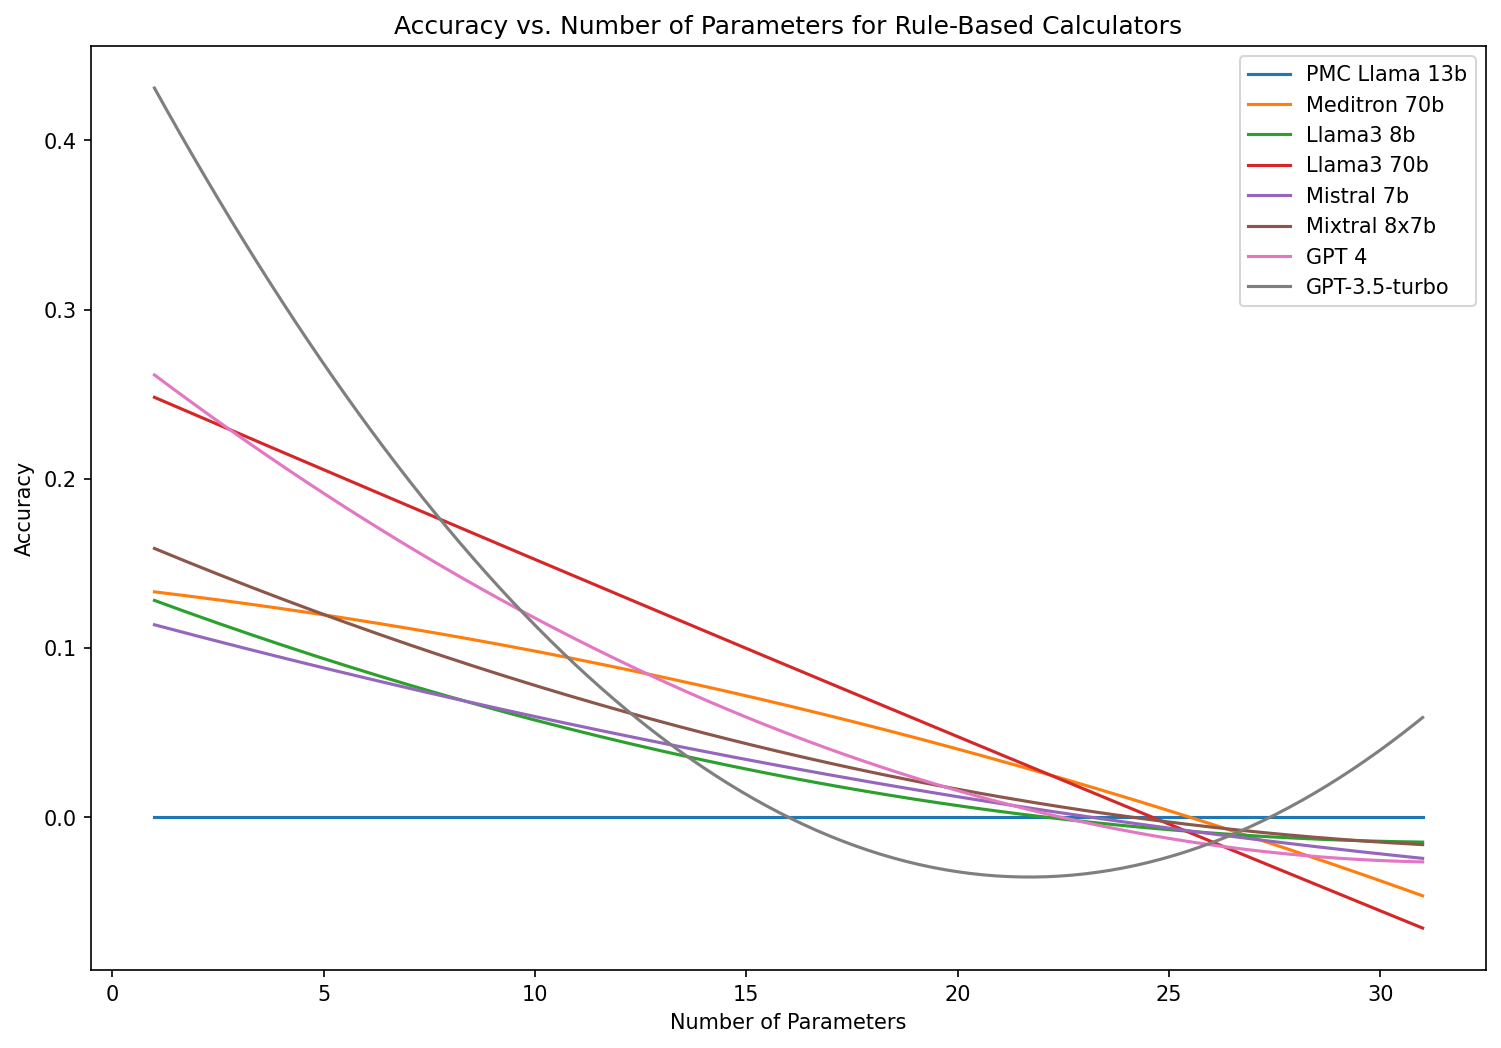 Accuracy vs. Number of Parameters for Rule-Based Calculators
PMC Llama 13b
Meditron 70b
Llama3 8b
Llama3 70b
Mistral 7b
Mixtral 8x7b
GPT 4
GPT-3.5-turbo
Accuracy
0.4
0.3
0.2
0.1
0.0
0 5 10 15 20 25 30
Number of Parameters